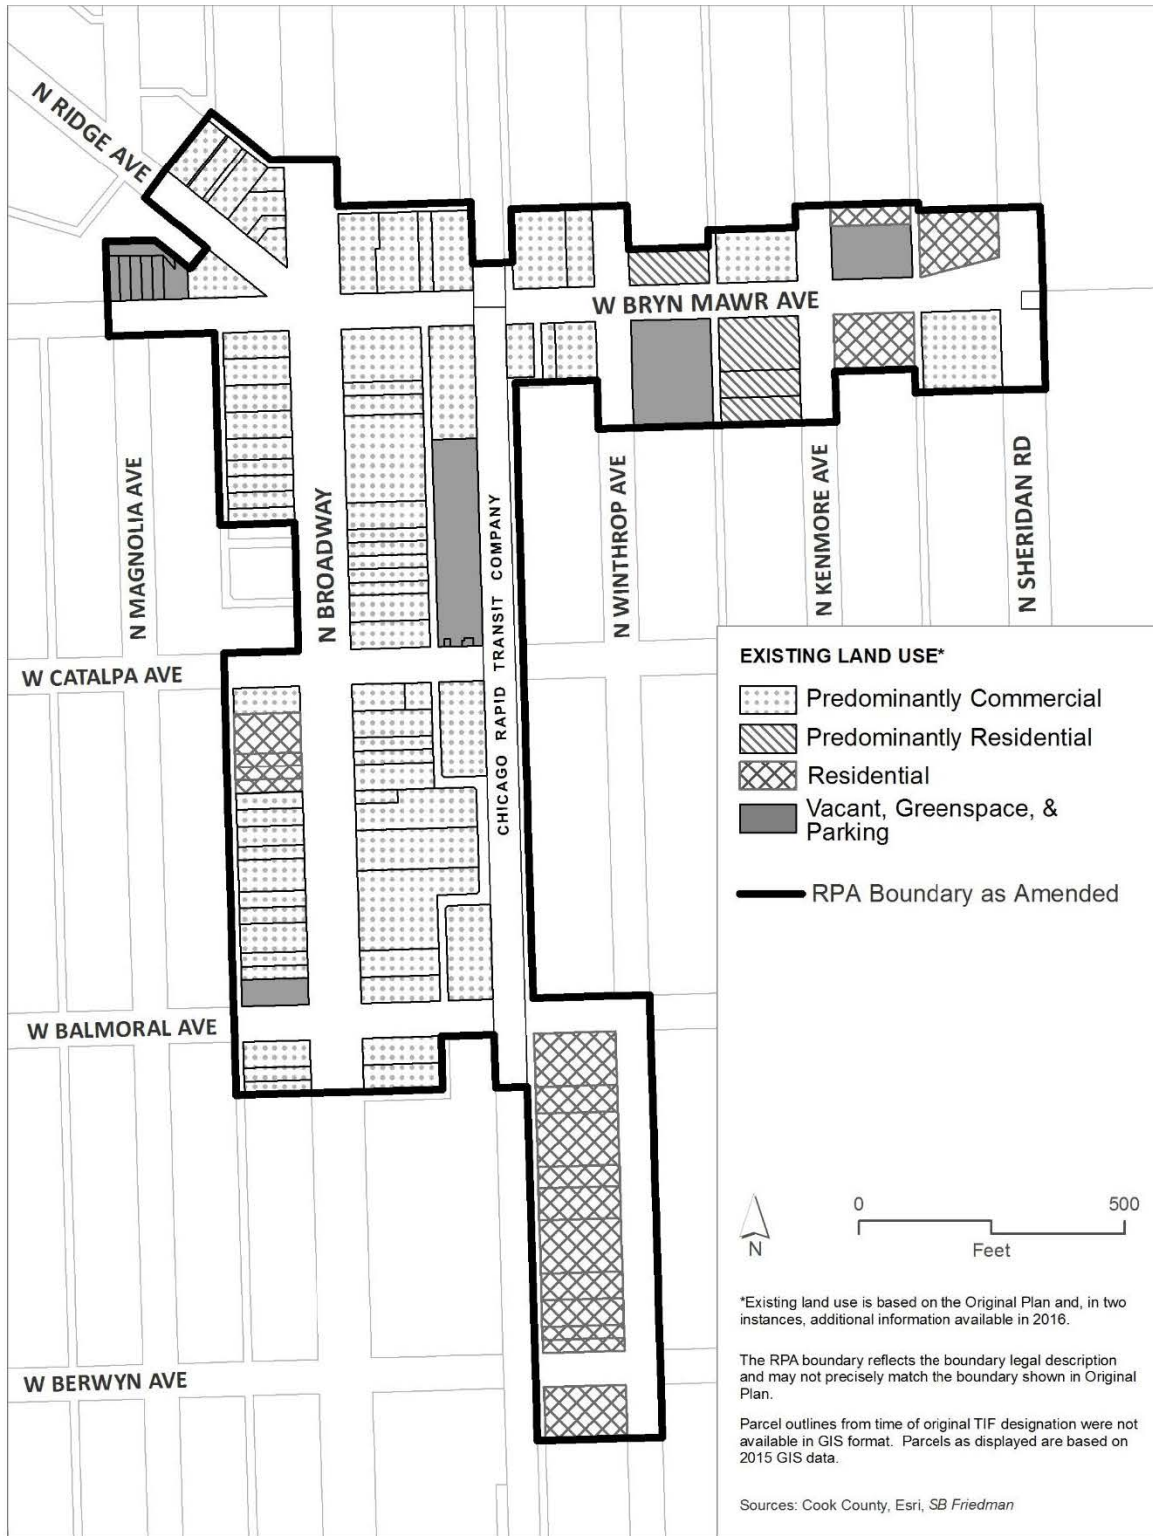 N RIDGE AVE
W BRYN MAWR AVE
N MAGNOLIA AVE
N BROADWAY
CHICAGO RAPID TRANSIT COMPANY
N WINTHROP AVE
N KENMORE AVE
N SHERIDAN RD
W CATALPA AVE
W BALMORAL AVE
W BERWYN AVE
EXISTING LAND USE*
Predominantly Commercial
Predominantly Residential
Residential
Vacant, Greenspace, &
Parking
RPA Boundary as Amended
N
0 500
Feet
*Existing land use is based on the Original Plan and, in two
instances, additional information available in 2016.
The RPA boundary reflects the boundary legal description
and may not precisely match the boundary shown in Original
Plan.
Parcel outlines from time of original TIF designation were not
available in GIS format. Parcels as displayed are based on
2015 GIS data.
Sources: Cook County, Esri, SB Friedman